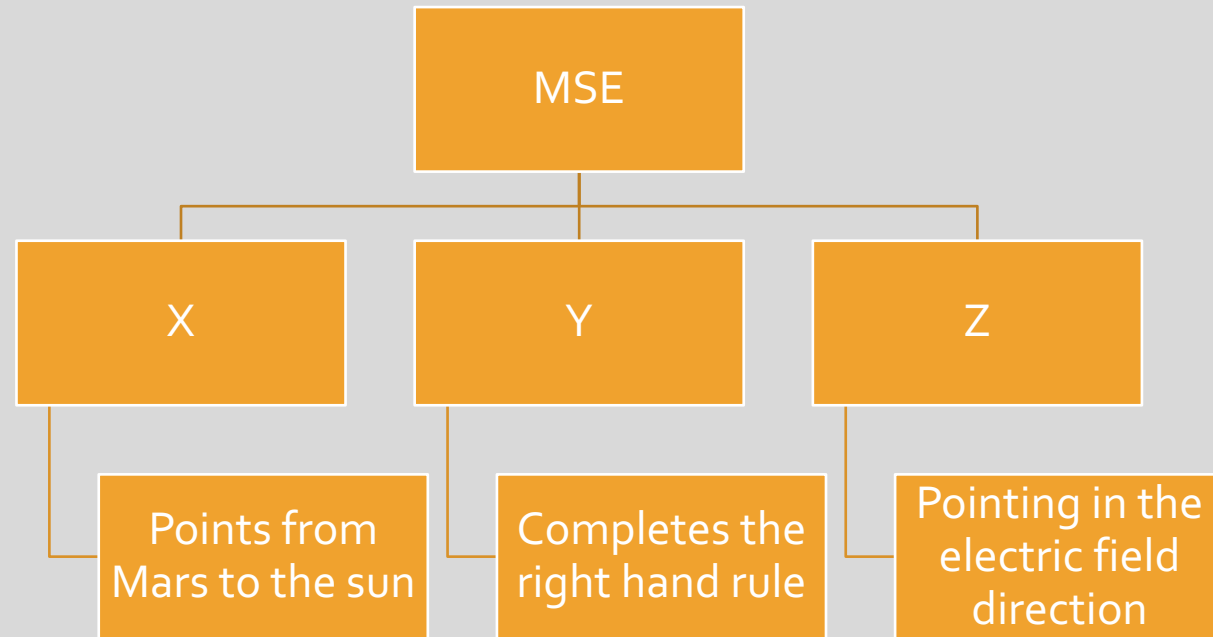 MSE
X
Y
Z
Points from
Mars to the sun
Completes the
right hand rule
Pointing in the
electric field
direction